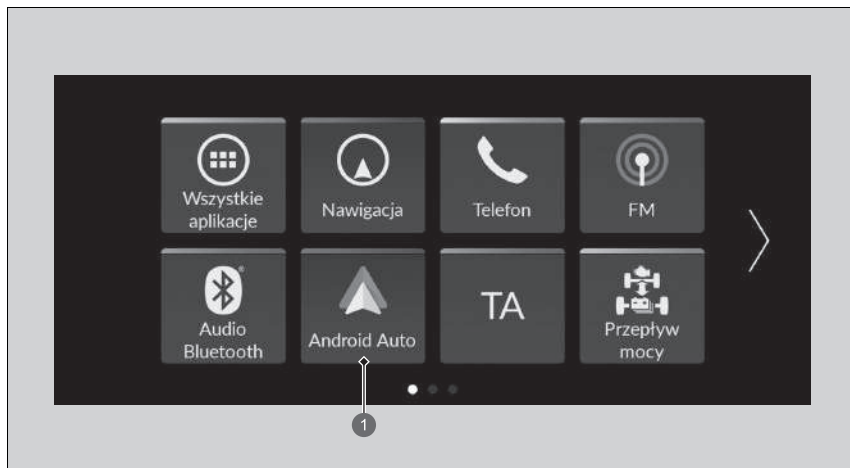 Wszystkie
aplikacje
Nawigacja
Telefon
FM
Audio
Bluetooth
Android Auto
TA
Przepływ
mocy
1